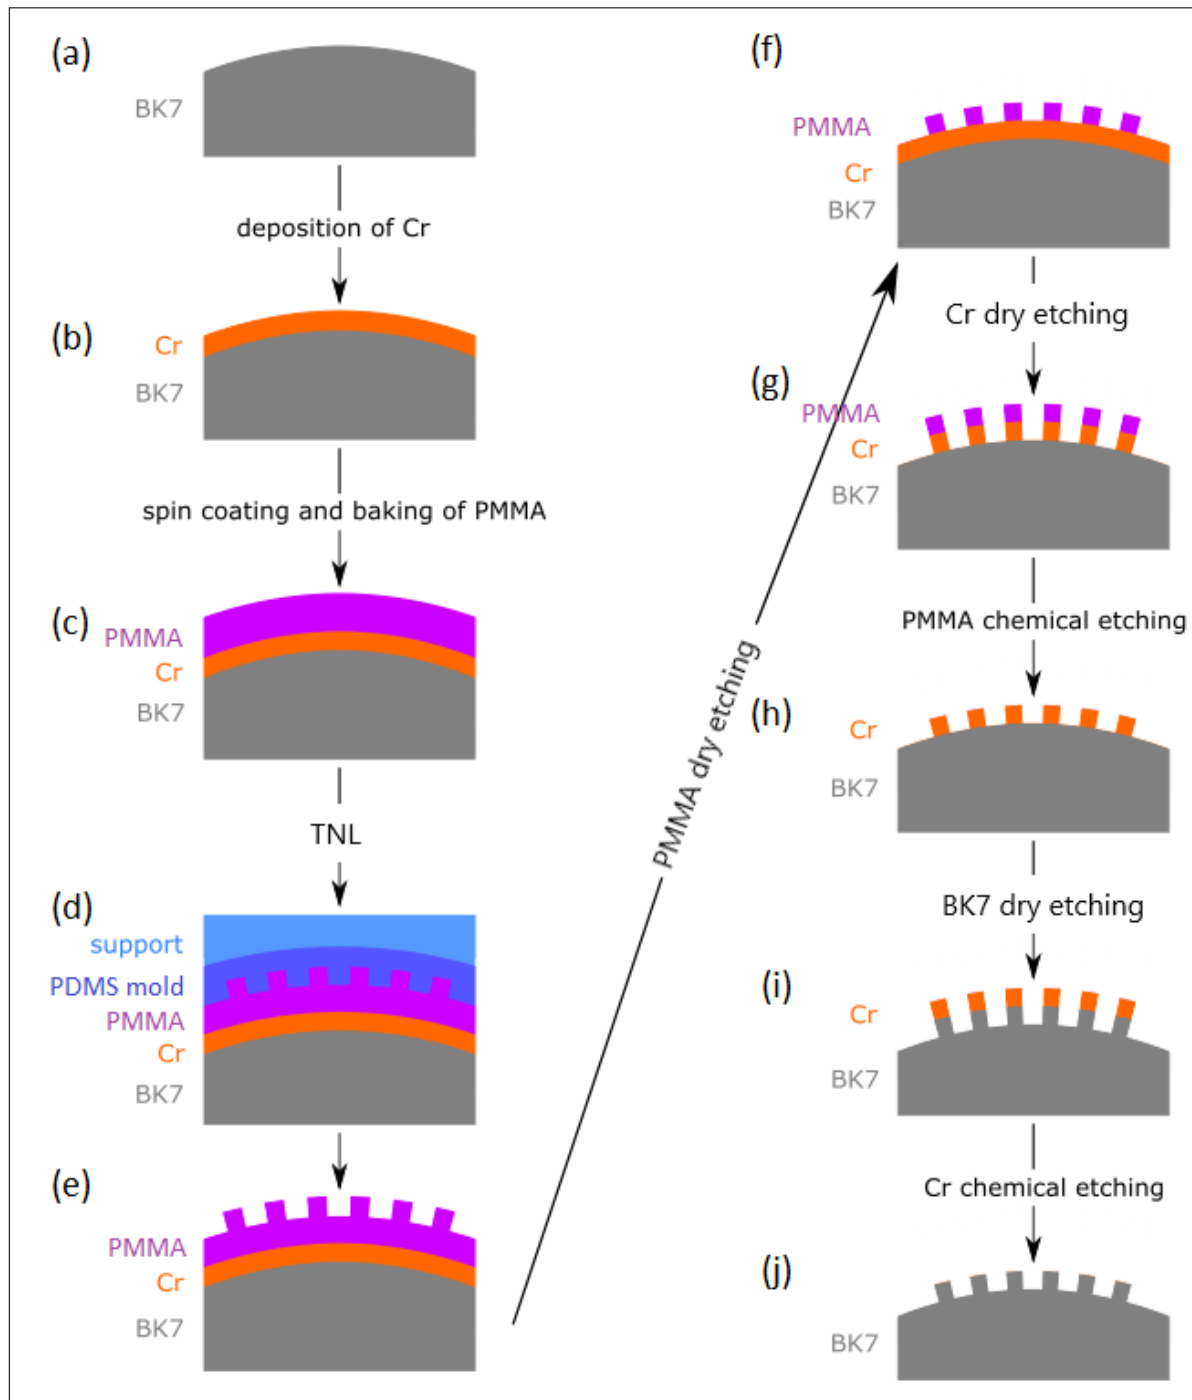 (a)
BK7
deposition of Cr
(b)
Cr
BK7
spin coating and baking of PMMA
(c)
PMMA
Cr
BK7
TNL
(d)
support
PDMS mold
PMMA
Cr
BK7
(e)
PMMA
Cr
BK7
PMMA dry etching
(f)
PMMA
Cr
BK7
Cr dry etching
(g)
PMMA
Cr
BK7
PMMA chemical etching
(h)
Cr
BK7
BK7 dry etching
(i)
Cr
BK7
Cr chemical etching
(j)
BK7